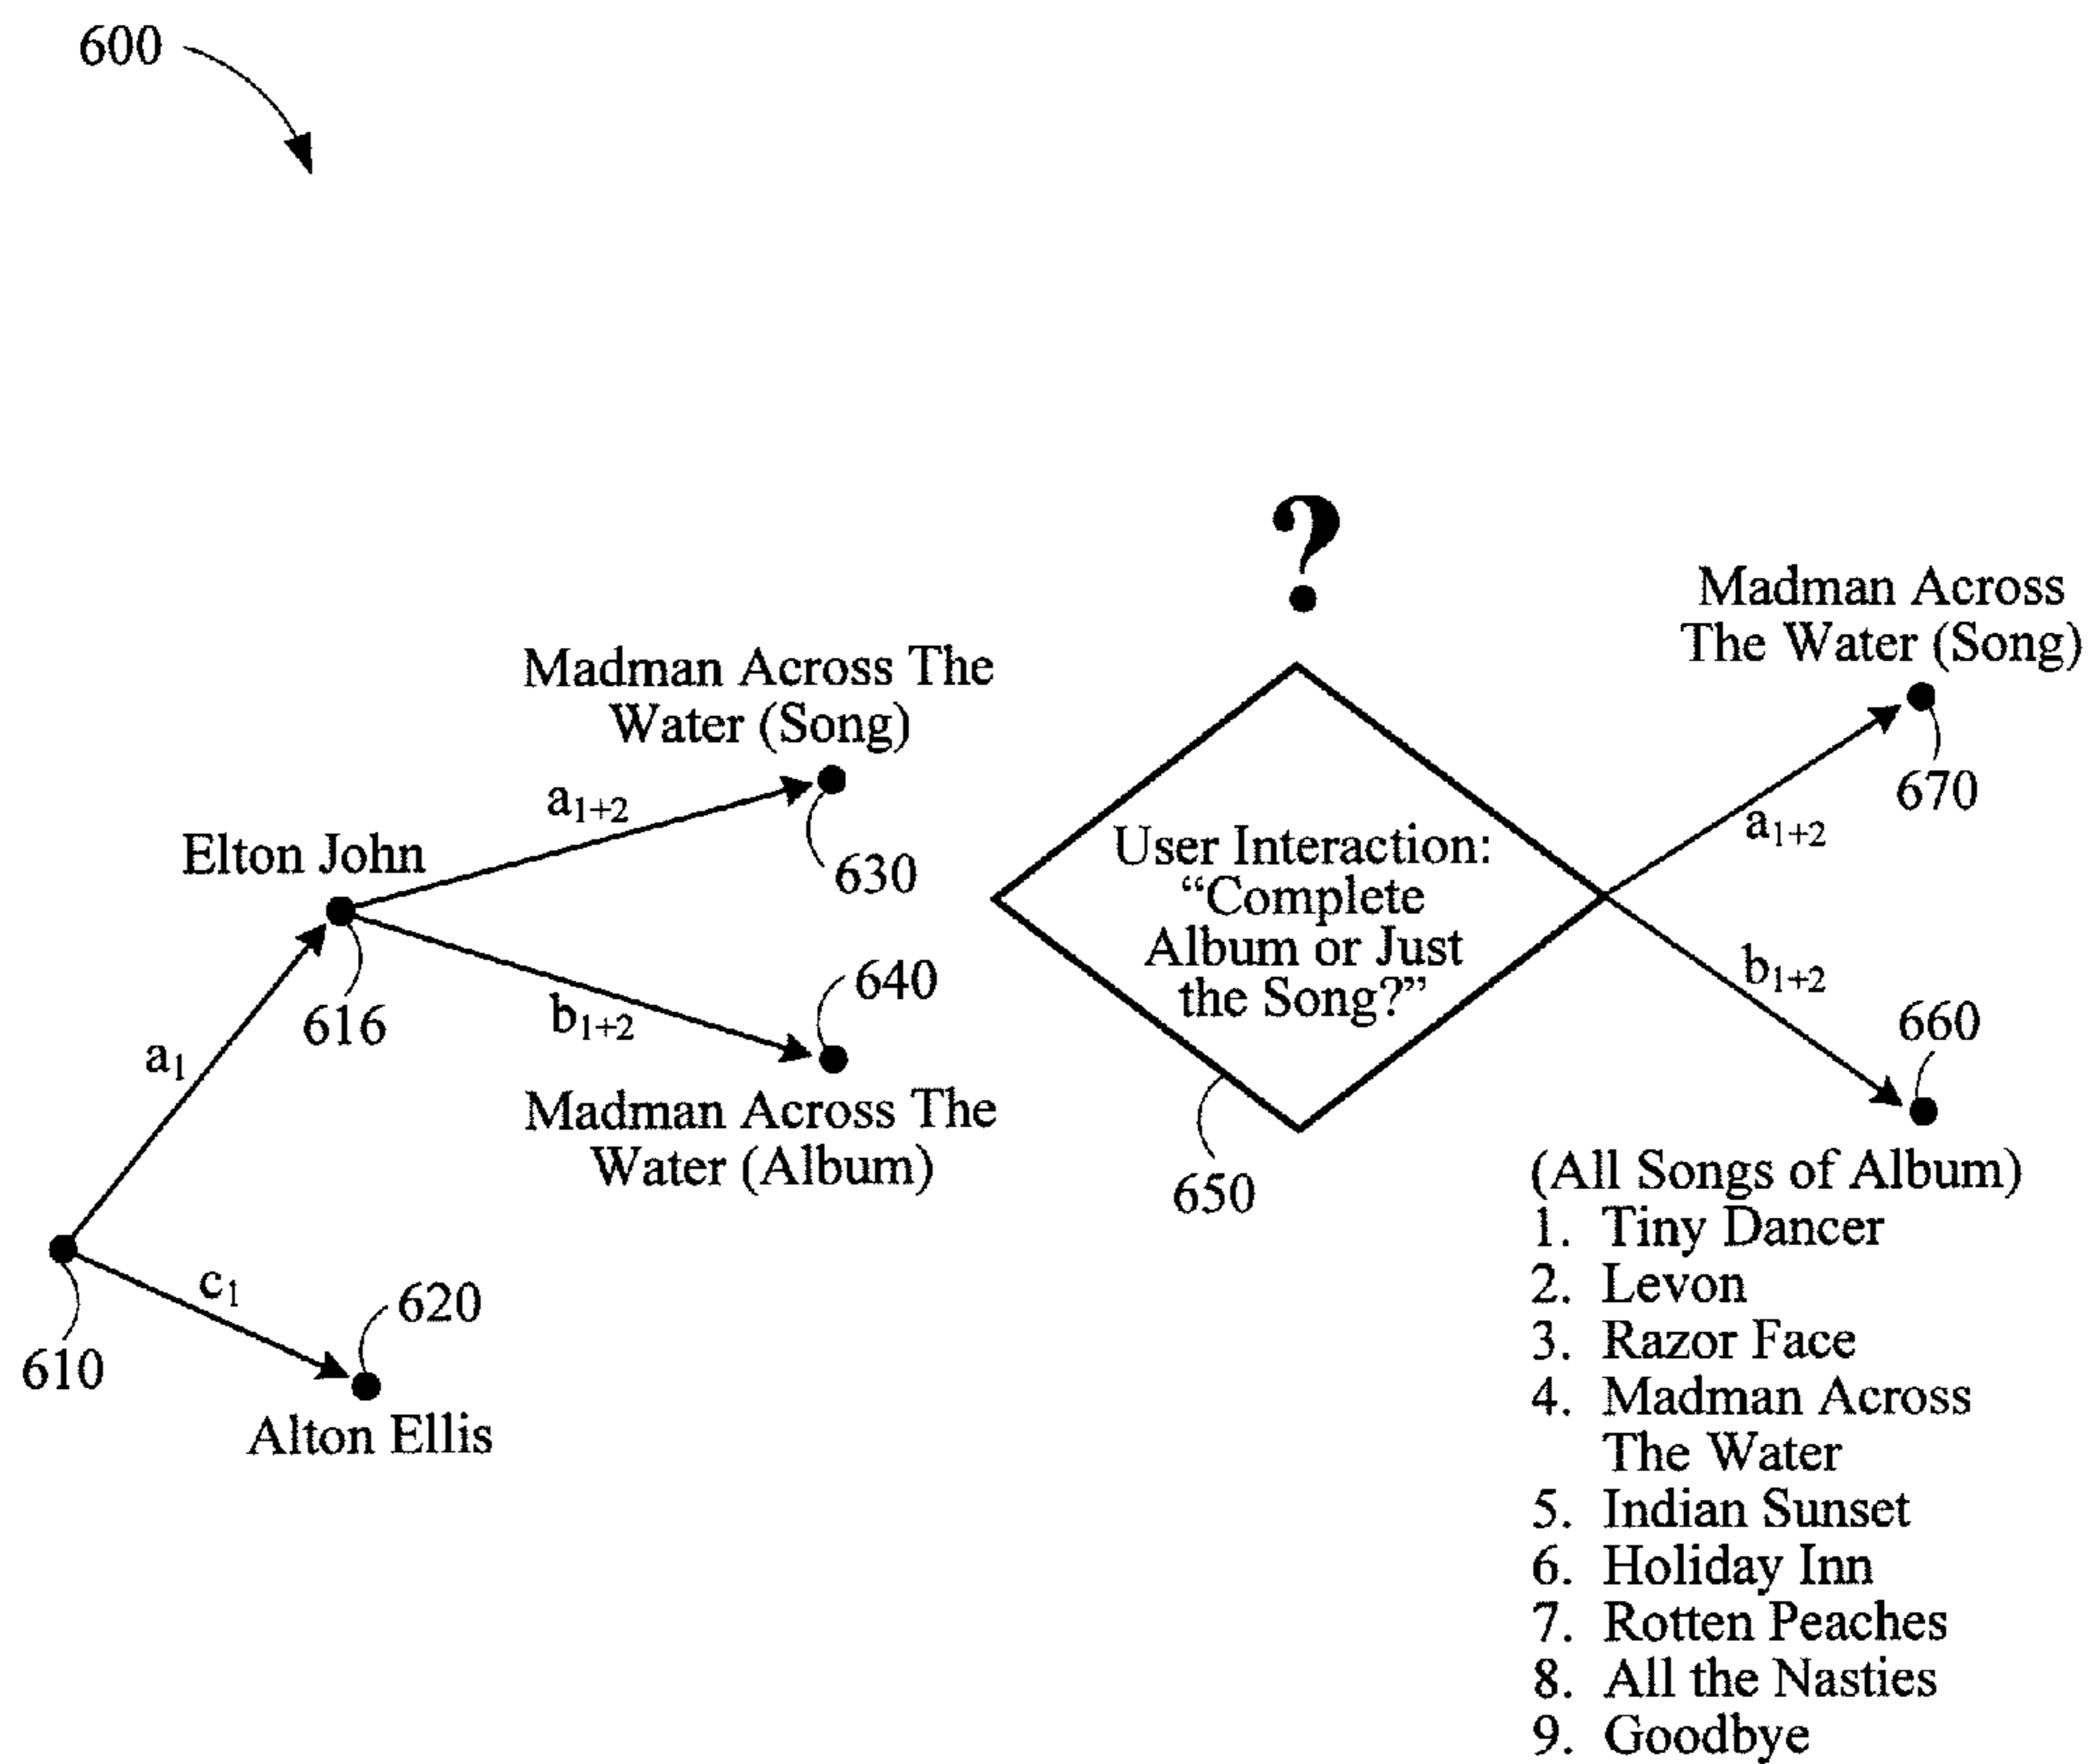 600
?
Madman Across
The Water (Song)
670
a1+2
Madman Across The
Water (Song)
a1+2
630
Elton John
616
a1
b1+2
640
Madman Across The
Water (Album)
User Interaction:
“Complete
Album or Just
the Song?”
650
b1+2
660
610
c1
620
Alton Ellis
(All Songs of Album)
1. Tiny Dancer
2. Levon
3. Razor Face
4. Madman Across
The Water
5. Indian Sunset
6. Holiday Inn
7. Rotten Peaches
8. All the Nasties
9. Goodbye